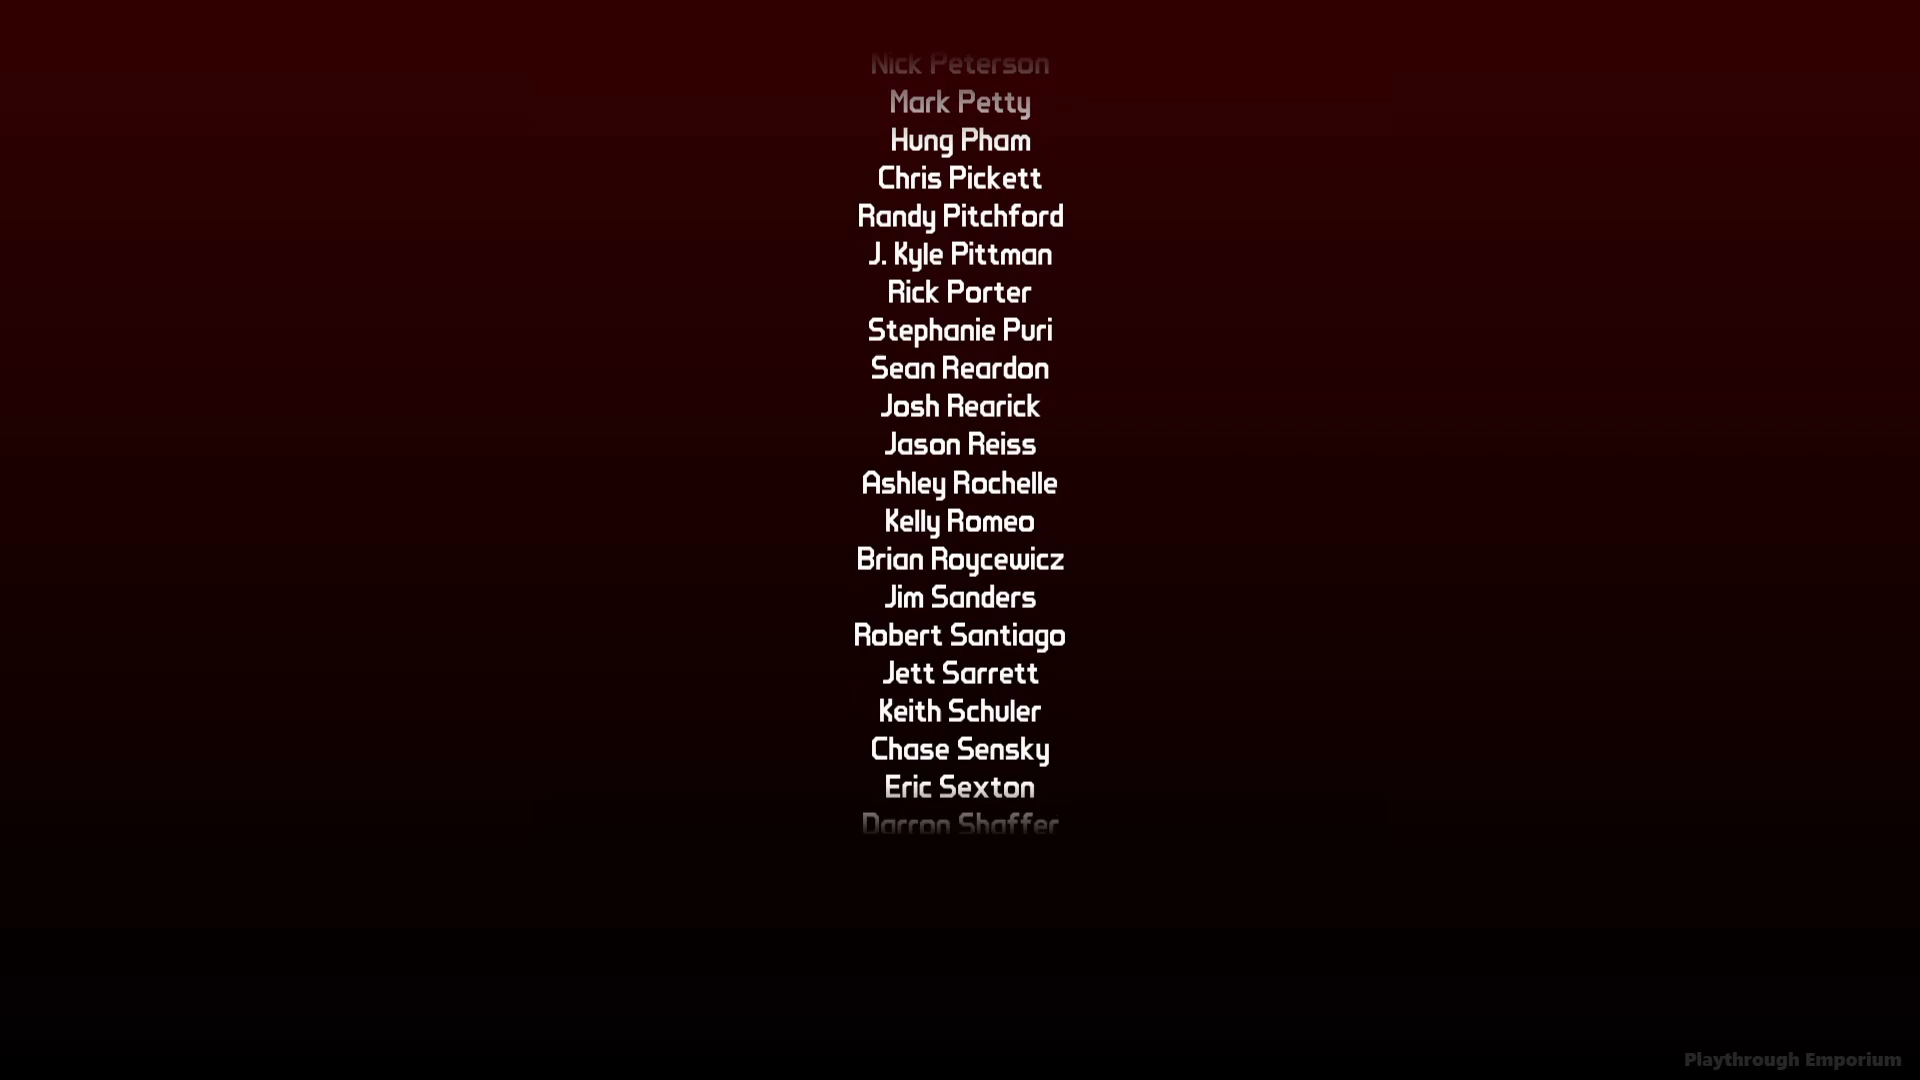 Nick Peterson
Mark Petty
Hung Pham
Chris Pickett
Randy Pitchford
J. Kyle Pittman
Rick Porter
Stephanie Puri
Sean Reardon
Josh Rearick
Jason Reiss
Ashley Rochelle
Kelly Romeo
Brian Roycewicz
Jim Sanders
Robert Santiago
Jett Sarrett
Keith Schuler
Chase Sensky
Eric Sexton
Darron Shaffer
Playthrough Emporium